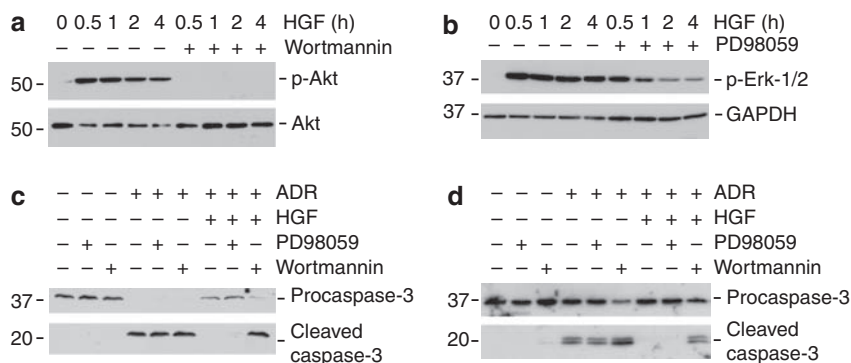 a
0 0.5 1 2 4 0.5 1 2 4 HGF (h)
– – – – – + + + + Wortmannin
50 – – p-Akt
50 – – Akt
b
0 0.5 1 2 4 0.5 1 2 4 HGF (h)
– – – – – + + + + PD98059
37 – – p-Erk-1/2
37 – – GAPDH
c
– – – + + + + + + ADR
– – – – – – + + + HGF
– + – – + – – + – PD98059
– – + – – + – – + Wortmannin
37 – – Procaspase-3
20 – – Cleaved
caspase-3
d
– – – + + + + + + ADR
– – – – – – + + + HGF
– + – – + – – + – PD98059
– – + – – + – – + Wortmannin
37 – – Procaspase-3
20 – = Cleaved
caspase-3